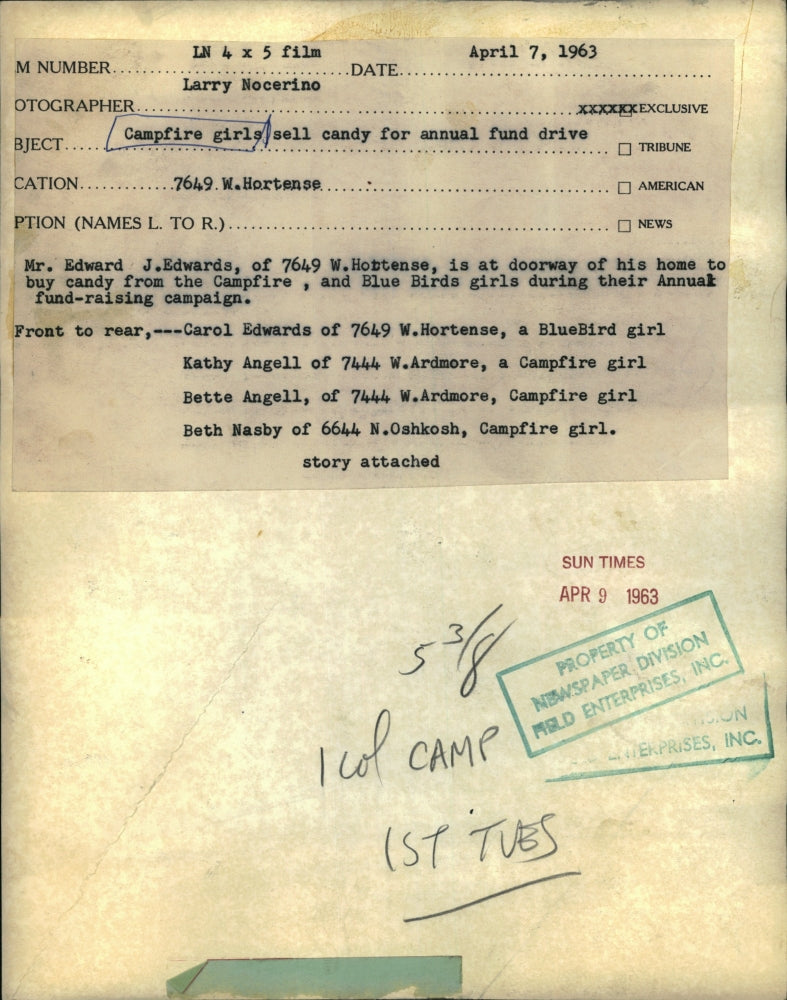 LN 4 x 5 film April 7, 1963
M NUMBER..........DATE..........
Larry Nocerino
OTOGRAPHER.......... xxxxxx EXCLUSIVE
Campfire girls sell candy for annual fund drive
BJECT.......... ☐ TRIBUNE
CATION..........7649 W.Hortense.......... ☐ AMERICAN
PTION (NAMES L. TO R.).......... ☐ NEWS
Mr. Edward J.Edwards, of 7649 W.Hottense, is at doorway of his home to
buy candy from the Campfire , and Blue Birds girls during their Annual
fund-raising campaign.
Front to rear,---Carol Edwards of 7649 W.Hortense, a BlueBird girl
Kathy Angell of 7444 W.Ardmore, a Campfire girl
Bette Angell, of 7444 W.Ardmore, Campfire girl
Beth Nasby of 6644 N.Oshkosh, Campfire girl.
story attached
SUN TIMES
APR 9 1963
5 3/8
PROPERTY OF
NEWSPAPER DIVISION
FIELD ENTERPRISES, INC.
ENTERPRISES, INC.
1 col CAMP
1ST TUES